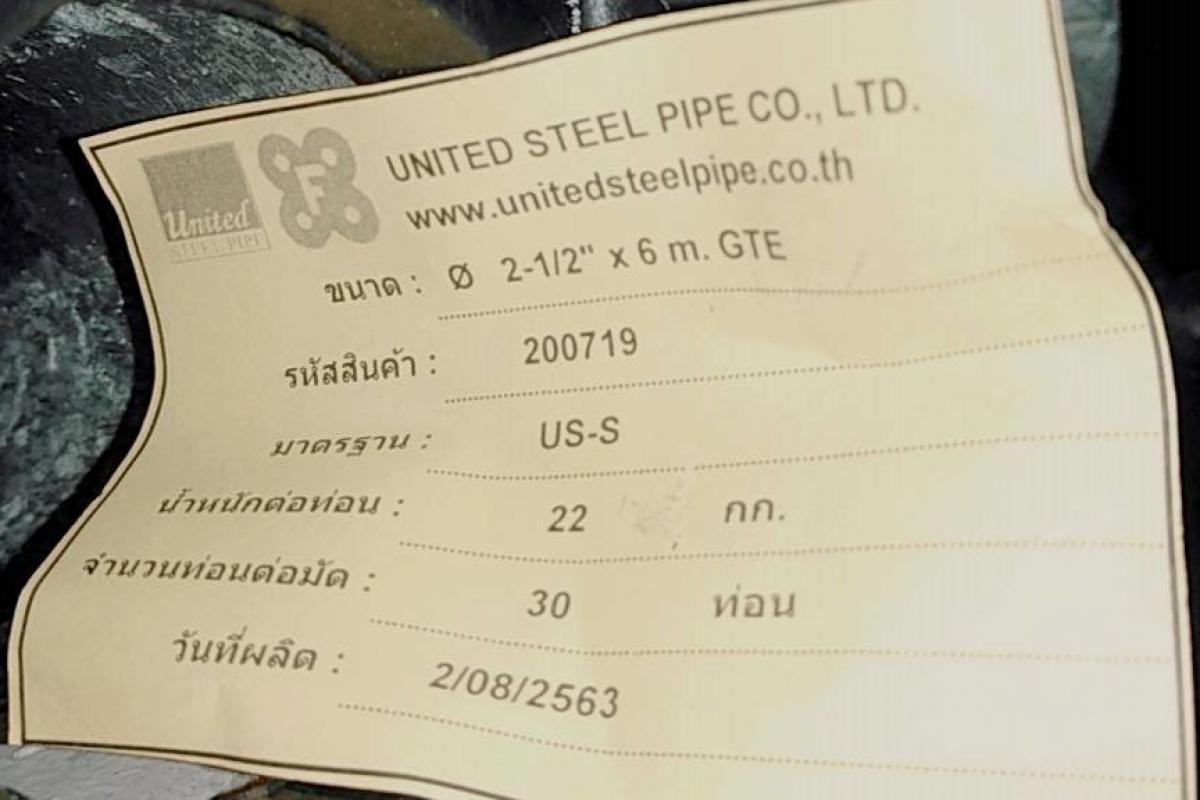 United
STEEL PIPE
F
UNITED STEEL PIPE CO., LTD.
www.unitedsteelpipe.co.th
ขนาด : Ø 2-1/2" x 6 m. GTE
รหัสสินค้า : 200719
มาตรฐาน : US-S
น้ำหนักต่อท่อน : 22 กก.
จำนวนท่อนต่อมัด : 30 ท่อน
วันที่ผลิต : 2/08/2563